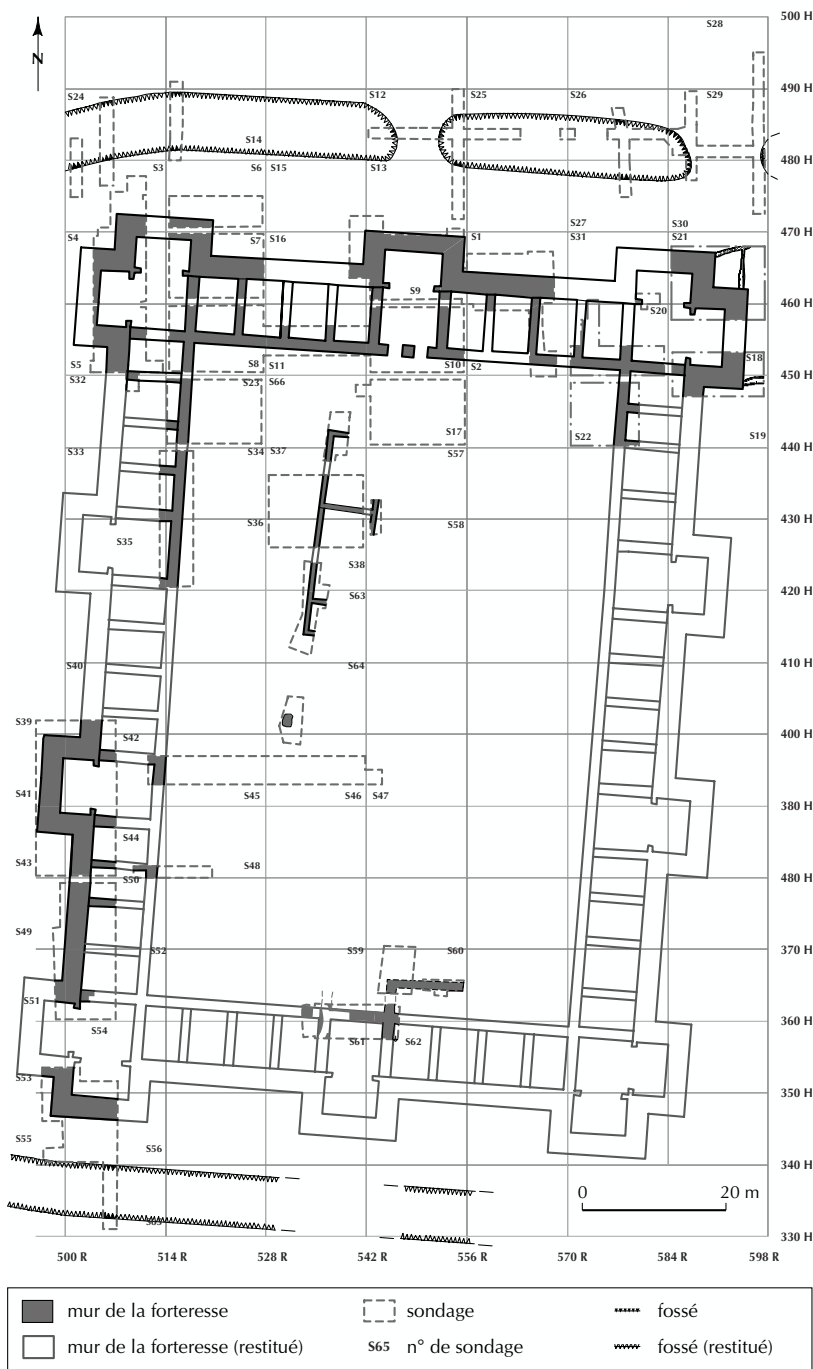 500 H
S28
N
S24
S12
S25
S26
S29
490 H
S14
S3
S6
S15
S13
480 H
S27
S30
470 H
S4
S7
S16
S1
S31
S21
S9
S20
460 H
S5
S8
S11
S10
S2
S18
450 H
S32
S23
S66
S17
S22
S19
440 H
S33
S34
S37
S57
S36
S58
430 H
S35
S38
S63
420 H
S40
S64
410 H
S39
S42
400 H
S41
S45
S46
S47
380 H
S44
S43
S48
480 H
S50
S49
S52
S59
S60
370 H
S51
S54
S61
S62
360 H
S53
350 H
S55
S56
340 H
0 20 m
330 H
500 R 514 R 528 R 542 R 556 R 570 R 584 R 598 R
mur de la forteresse sondage fossé
mur de la forteresse (restitué) S65 n° de sondage fossé (restitué)